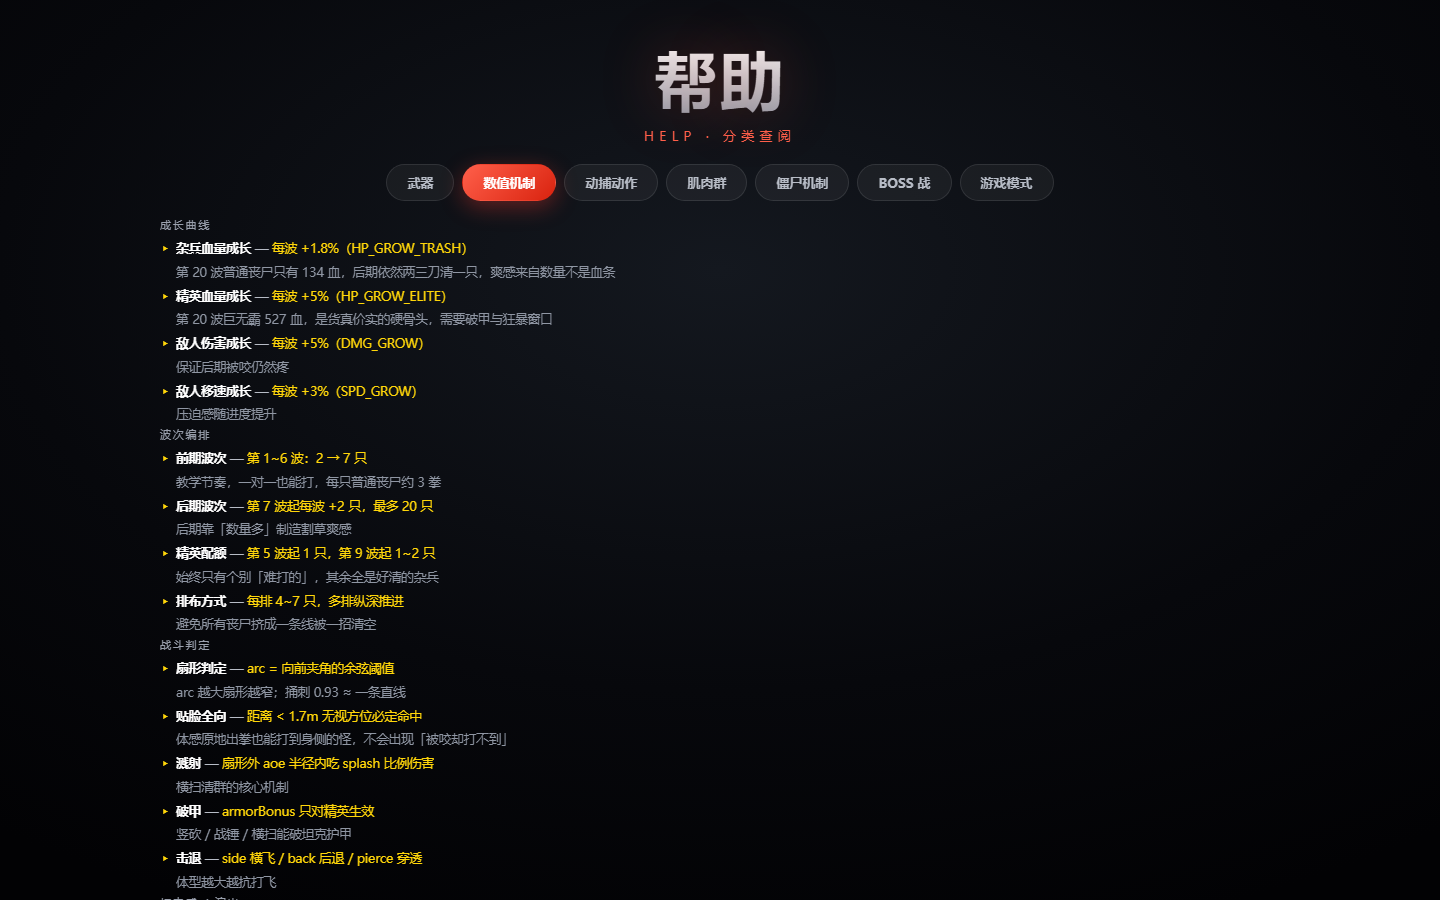 帮助
HELP · 分类查阅
武器 数值机制 动捕动作 肌肉群 僵尸机制 BOSS 战 游戏模式
成长曲线
▸ 杂兵血量成长 — 每波 +1.8%（HP_GROW_TRASH）
第 20 波普通丧尸只有 134 血，后期依然两三刀清一只，爽感来自数量不是血条
▸ 精英血量成长 — 每波 +5%（HP_GROW_ELITE）
第 20 波巨无霸 527 血，是货真价实的硬骨头，需要破甲与狂暴窗口
▸ 敌人伤害成长 — 每波 +5%（DMG_GROW）
保证后期被咬仍然疼
▸ 敌人移速成长 — 每波 +3%（SPD_GROW）
压迫感随进度提升
波次编排
▸ 前期波次 — 第 1~6 波：2 → 7 只
教学节奏，一对一也能打，每只普通丧尸约 3 拳
▸ 后期波次 — 第 7 波起每波 +2 只，最多 20 只
后期靠「数量多」制造割草爽感
▸ 精英配额 — 第 5 波起 1 只，第 9 波起 1~2 只
始终只有个别「难打的」，其余全是好清的杂兵
▸ 排布方式 — 每排 4~7 只，多排纵深推进
避免所有丧尸挤成一条线被一招清空
战斗判定
▸ 扇形判定 — arc = 向前夹角的余弦阈值
arc 越大扇形越窄；捅刺 0.93 ≈ 一条直线
▸ 贴脸全向 — 距离 < 1.7m 无视方位必定命中
体感原地出拳也能打到身侧的怪，不会出现「被咬却打不到」
▸ 溅射 — 扇形外 aoe 半径内吃 splash 比例伤害
横扫清群的核心机制
▸ 破甲 — armorBonus 只对精英生效
竖砍 / 战锤 / 横扫能破坦克护甲
▸ 击退 — side 横飞 / back 后退 / pierce 穿透
体型越大越抗打飞